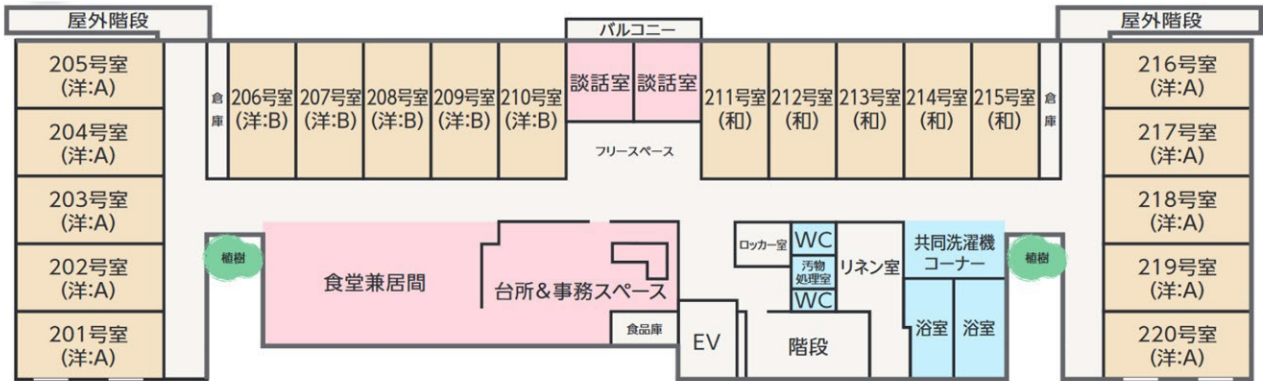 屋外階段
バルコニー
屋外階段
205号室
(洋:A)
204号室
(洋:A)
203号室
(洋:A)
202号室
(洋:A)
201号室
(洋:A)
倉庫
206号室
(洋:B)
207号室
(洋:B)
208号室
(洋:B)
209号室
(洋:B)
210号室
(洋:B)
談話室
談話室
フリースペース
211号室
(和)
212号室
(和)
213号室
(和)
214号室
(和)
215号室
(和)
倉庫
216号室
(洋:A)
217号室
(洋:A)
218号室
(洋:A)
219号室
(洋:A)
220号室
(洋:A)
植樹
食堂兼居間
台所&事務スペース
食品庫
EV
ロッカー室
WC
汚物
処理室
WC
リネン室
階段
共同洗濯機
コーナー
浴室
浴室
植樹